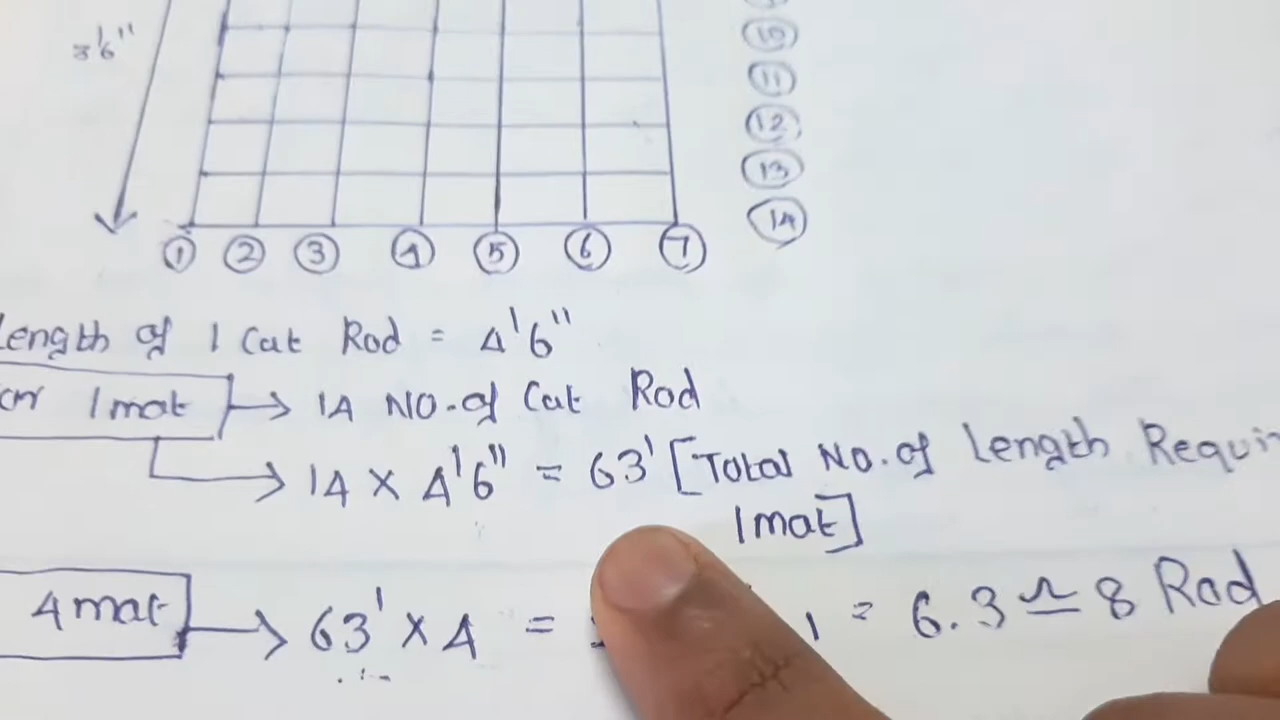 3'6"
10
11
12
13
14
1 2 3 4 5 6 7
Length of 1 Cut Rod = 4'6"
1 mat → 14 NO.of Cut Rod
→ 14 X 4'6" = 63' [Total No.of Length
1mat]
4mat → 63' X 4 = = 6.3 ≃ 8 Rod